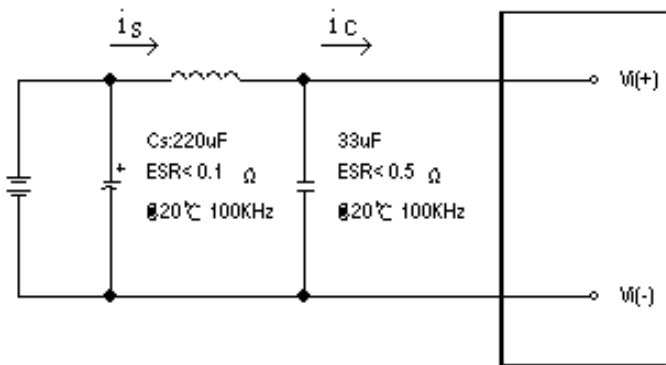 iS
iC
Vi(+)
Cs:220uF
ESR<0.1 Ω
@20℃ 100KHz
+
33uF
ESR<0.5 Ω
@20℃ 100KHz
Vi(-)